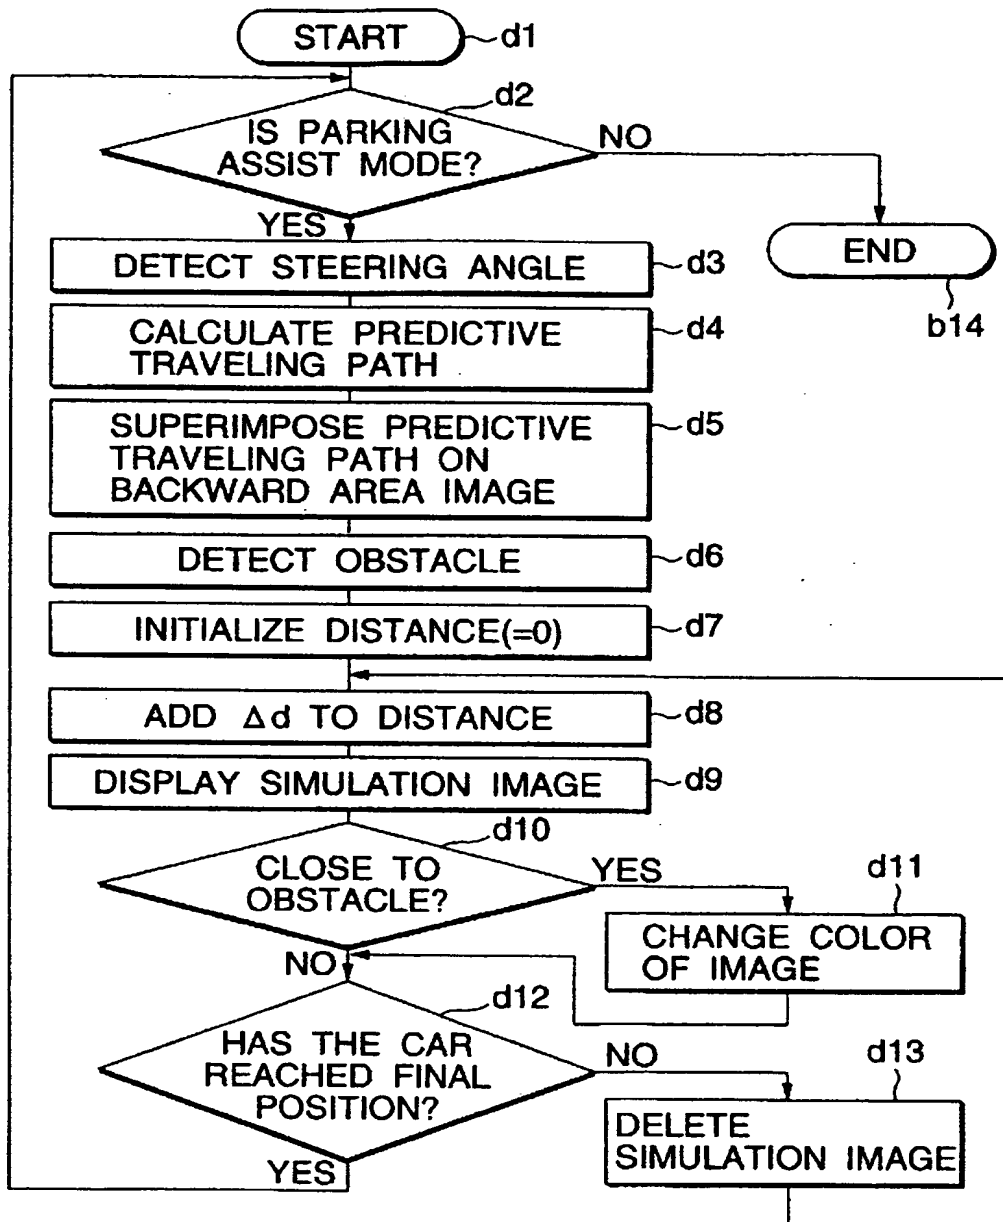 START
d1
d2
IS PARKING
ASSIST MODE?
NO
YES
END
b14
DETECT STEERING ANGLE
d3
CALCULATE PREDICTIVE
TRAVELING PATH
d4
SUPERIMPOSE PREDICTIVE
TRAVELING PATH ON
BACKWARD AREA IMAGE
d5
DETECT OBSTACLE
d6
INITIALIZE DISTANCE(=0)
d7
ADD Δd TO DISTANCE
d8
DISPLAY SIMULATION IMAGE
d9
d10
CLOSE TO
OBSTACLE?
YES
d11
CHANGE COLOR
OF IMAGE
NO
d12
HAS THE CAR
REACHED FINAL
POSITION?
NO
d13
DELETE
SIMULATION IMAGE
YES